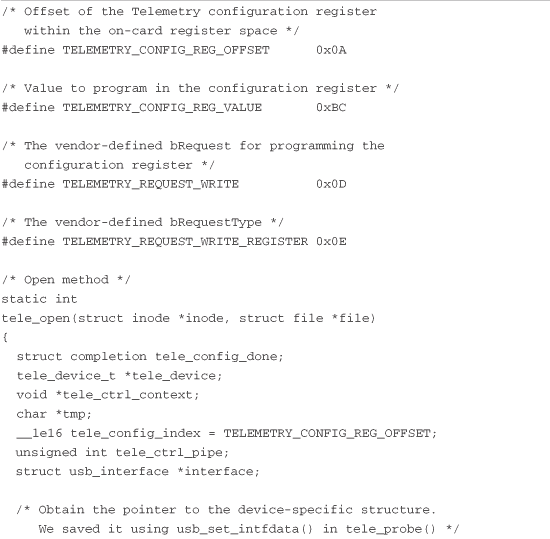 /* Offset of the Telemetry configuration register
   within the on-card register space */
#define TELEMETRY_CONFIG_REG_OFFSET      0x0A

/* Value to program in the configuration register */
#define TELEMETRY_CONFIG_REG_VALUE       0xBC

/* The vendor-defined bRequest for programming the
   configuration register */
#define TELEMETRY_REQUEST_WRITE          0x0D

/* The vendor-defined bRequestType */
#define TELEMETRY_REQUEST_WRITE_REGISTER 0x0E

/* Open method */
static int
tele_open(struct inode *inode, struct file *file)
{
  struct completion tele_config_done;
  tele_device_t *tele_device;
  void *tele_ctrl_context;
  char *tmp;
  __le16 tele_config_index = TELEMETRY_CONFIG_REG_OFFSET;
  unsigned int tele_ctrl_pipe;
  struct usb_interface *interface;

  /* Obtain the pointer to the device-specific structure.
     We saved it using usb_set_intfdata() in tele_probe() */